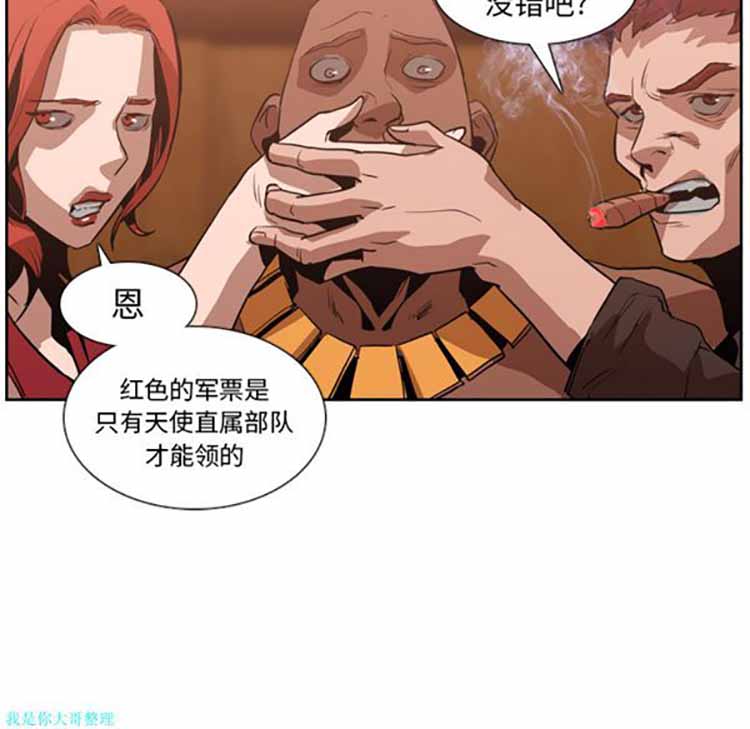 没错吧?
恩
红色的军票是
只有天使直属部队
才能领的
我是你大哥整理